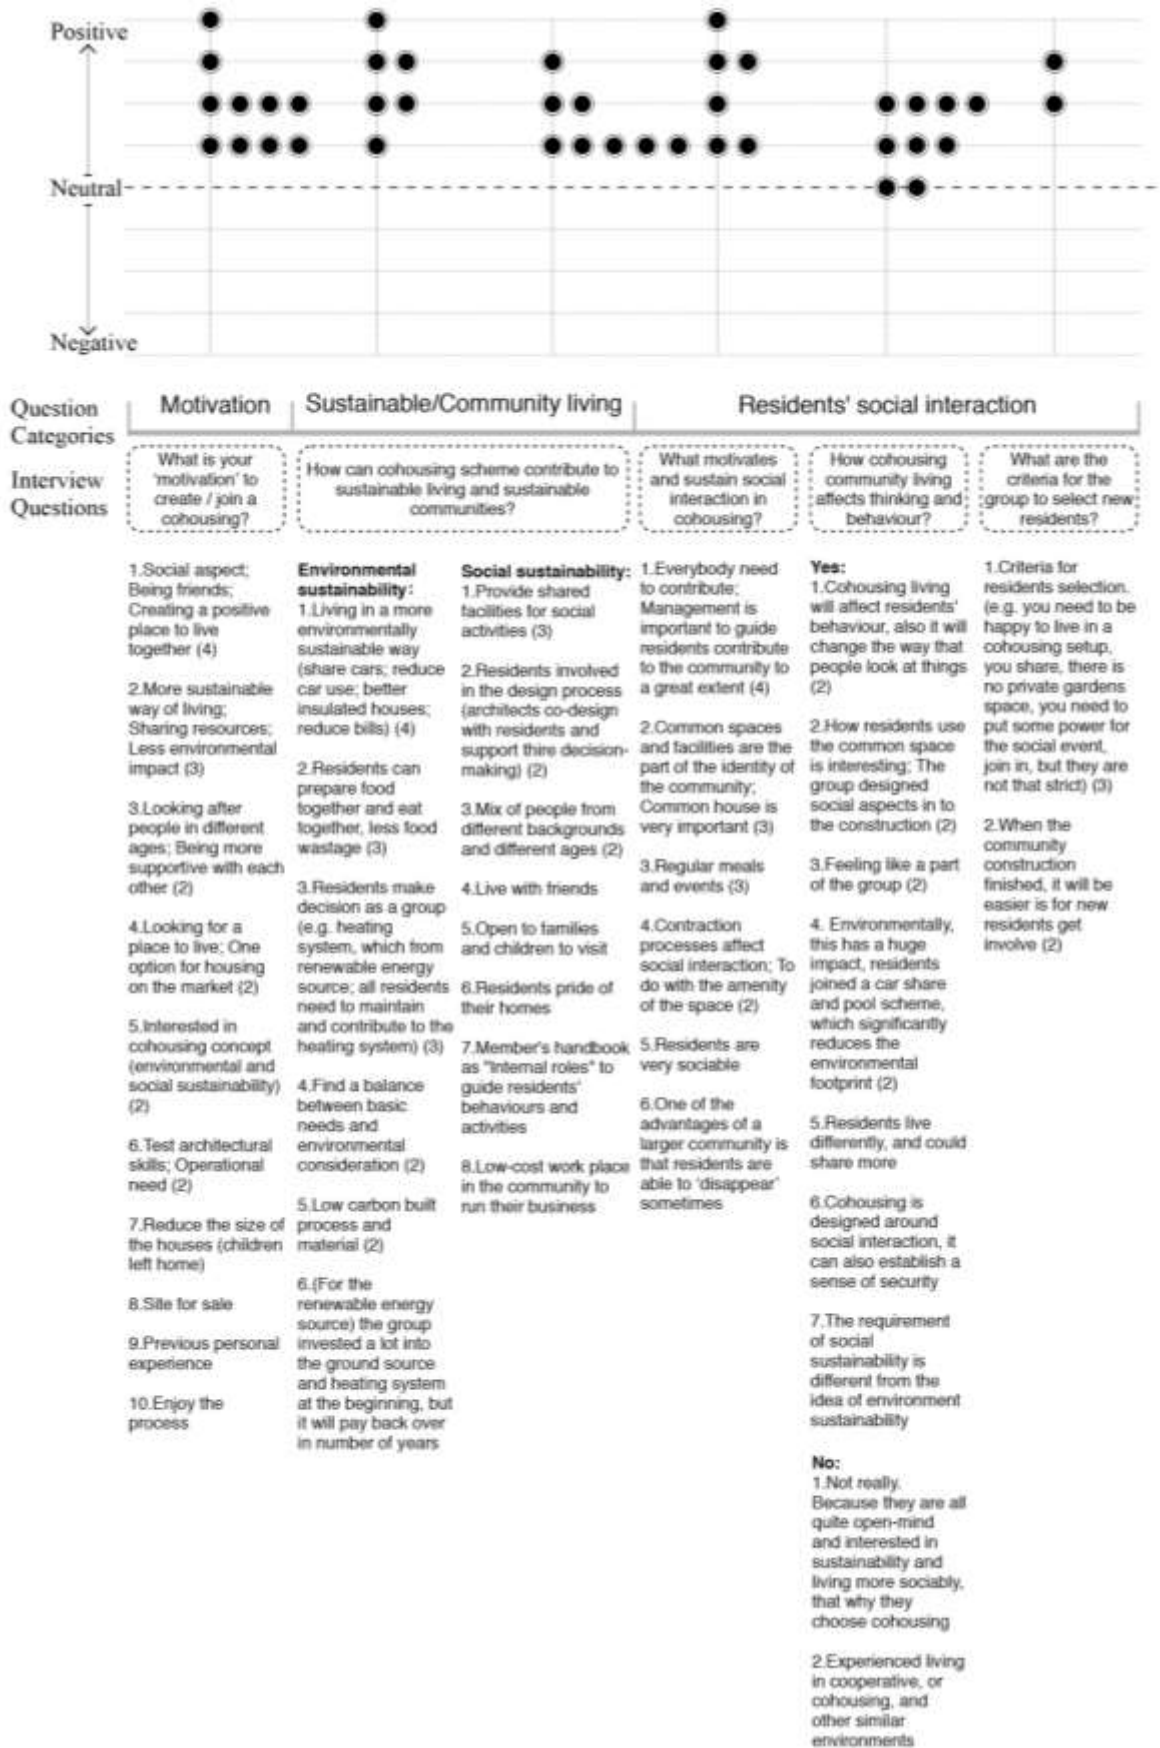 Positive
Neutral
Negative
Question
Categories
Motivation
Sustainable/Community living
Residents' social interaction
Interview
Questions
What is your
'motivation' to
create / join a
cohousing?
How can cohousing scheme contribute to
sustainable living and sustainable
communities?
What motivates
and sustain social
interaction in
cohousing?
How cohousing
community living
affects thinking and
behaviour?
What are the
criteria for the
group to select new
residents?
1.Social aspect;
Being friends;
Creating a positive
place to live
together (4)
2.More sustainable
way of living;
Sharing resources;
Less environmental
impact (3)
3.Looking after
people in different
ages; Being more
supportive with each
other (2)
4.Looking for a
place to live; One
option for housing
on the market (2)
5.Interested in
cohousing concept
(environmental and
social sustainability)
(2)
6.Test architectural
skills; Operational
need (2)
7.Reduce the size of
the houses (children
left home)
8.Site for sale
9.Previous personal
experience
10.Enjoy the
process
Environmental
sustainability:
1.Living in a more
environmentally
sustainable way
(share cars; reduce
car use; better
insulated houses;
reduce bills) (4)
2.Residents can
prepare food
together and eat
together, less food
wastage (3)
3.Residents make
decision as a group
(e.g. heating
system, which from
renewable energy
source; all residents
need to maintain
and contribute to the
heating system) (3)
4.Find a balance
between basic
needs and
environmental
consideration (2)
5.Low carbon built
process and
material (2)
6.(For the
renewable energy
source) the group
invested a lot into
the ground source
and heating system
at the beginning, but
it will pay back over
in number of years
Social sustainability:
1.Provide shared
facilities for social
activities (3)
2.Residents involved
in the design process
(architects co-design
with residents and
support thire decision-
making) (2)
3.Mix of people from
different backgrounds
and different ages (2)
4.Live with friends
5.Open to families
and children to visit
6.Residents pride of
their homes
7.Member's handbook
as "Internal roles" to
guide residents'
behaviours and
activities
8.Low-cost work place
in the community to
run their business
1.Everybody need
to contribute;
Management is
important to guide
residents contribute
to the community to
a great extent (4)
2.Common spaces
and facilities are the
part of the identity of
the community;
Common house is
very important (3)
3.Regular meals
and events (3)
4.Contraction
processes affect
social interaction; To
do with the amenity
of the space (2)
5.Residents are
very sociable
6.One of the
advantages of a
larger community is
that residents are
able to 'disappear'
sometimes
Yes:
1.Cohousing living
will affect residents'
behaviour, also it will
change the way that
people look at things
(2)
2.How residents use
the common space
is interesting; The
group designed
social aspects in to
the construction (2)
3.Feeling like a part
of the group (2)
4. Environmentally,
this has a huge
impact, residents
joined a car share
and pool scheme,
which significantly
reduces the
environmental
footprint (2)
5.Residents live
differently, and could
share more
6.Cohousing is
designed around
social interaction, it
can also establish a
sense of security
7.The requirement
of social
sustainability is
different from the
idea of environment
sustainability
No:
1.Not really.
Because they are all
quite open-mind
and interested in
sustainability and
living more sociably,
that why they
choose cohousing
2.Experienced living
in cooperative, or
cohousing, and
other similar
environments
1.Criteria for
residents selection.
(e.g. you need to be
happy to live in a
cohousing setup,
you share, there is
no private gardens
space, you need to
put some power for
the social event,
join in, but they are
not that strict) (3)
2.When the
community
construction
finished, it will be
easier is for new
residents get
involve (2)